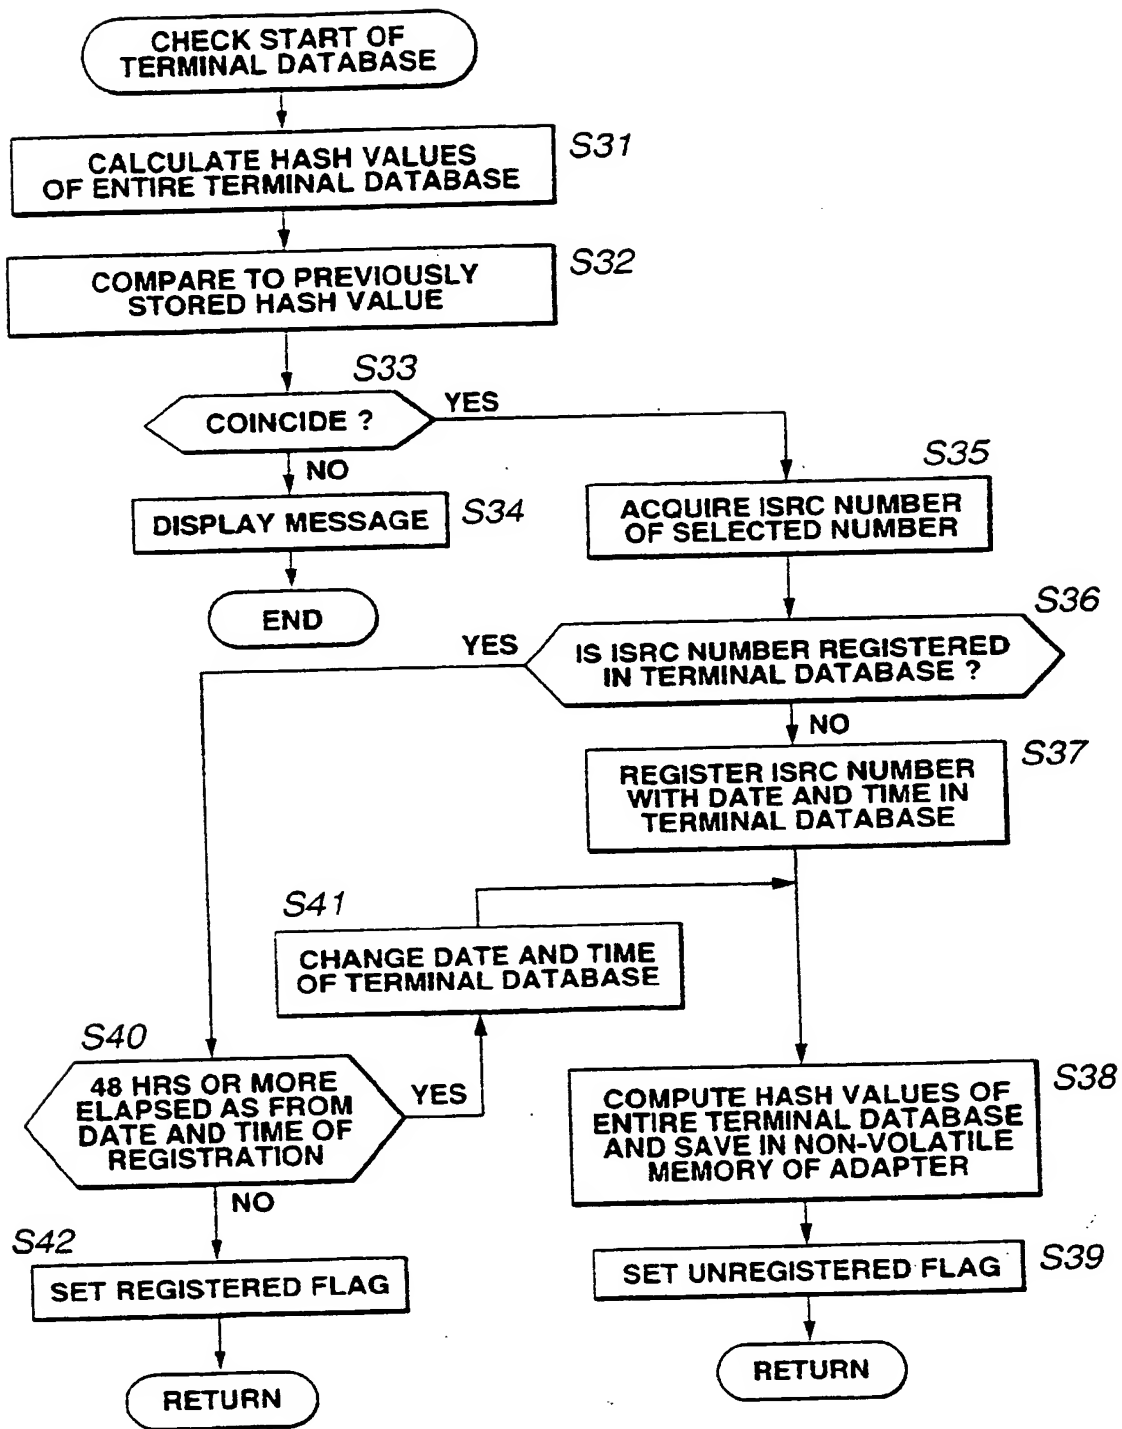 CHECK START OF
TERMINAL DATABASE
CALCULATE HASH VALUES
OF ENTIRE TERMINAL DATABASE
S31
COMPARE TO PREVIOUSLY
STORED HASH VALUE
S32
S33
COINCIDE ?
YES
NO
DISPLAY MESSAGE
S34
END
S35
ACQUIRE ISRC NUMBER
OF SELECTED NUMBER
S36
IS ISRC NUMBER REGISTERED
IN TERMINAL DATABASE ?
YES
NO
S37
REGISTER ISRC NUMBER
WITH DATE AND TIME IN
TERMINAL DATABASE
S41
CHANGE DATE AND TIME
OF TERMINAL DATABASE
S40
48 HRS OR MORE
ELAPSED AS FROM
DATE AND TIME OF
REGISTRATION
YES
NO
S38
COMPUTE HASH VALUES OF
ENTIRE TERMINAL DATABASE
AND SAVE IN NON-VOLATILE
MEMORY OF ADAPTER
S42
SET REGISTERED FLAG
RETURN
SET UNREGISTERED FLAG
S39
RETURN